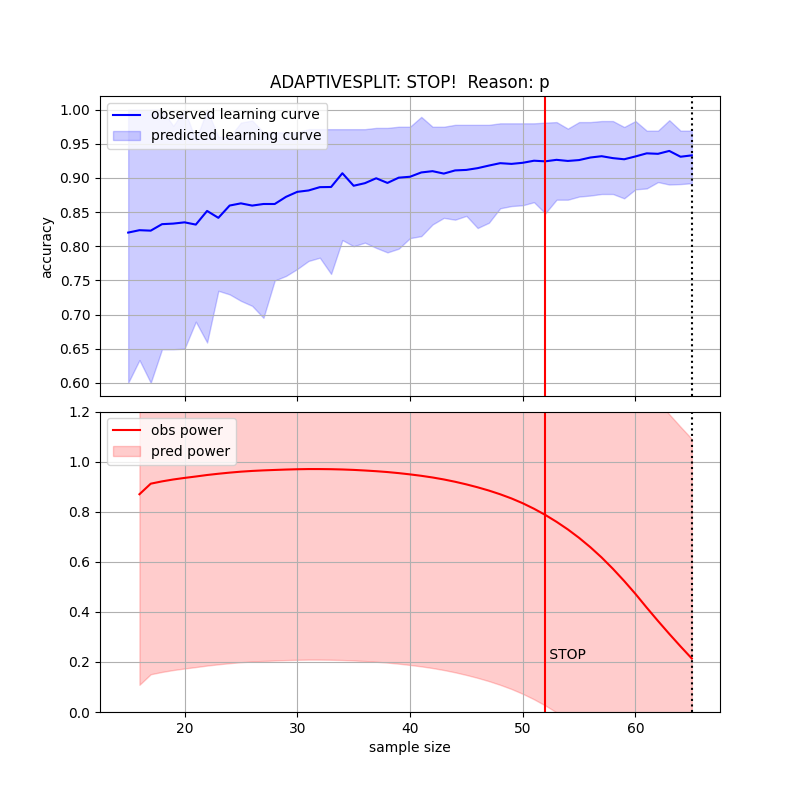 ADAPTIVESPLIT: STOP!  Reason: p
observed learning curve
predicted learning curve
1.00
0.95
0.90
0.85
0.80
0.75
0.70
0.65
0.60
accuracy
obs power
pred power
1.2
1.0
0.8
0.6
0.4
0.2
0.0
STOP
20
30
40
50
60
sample size